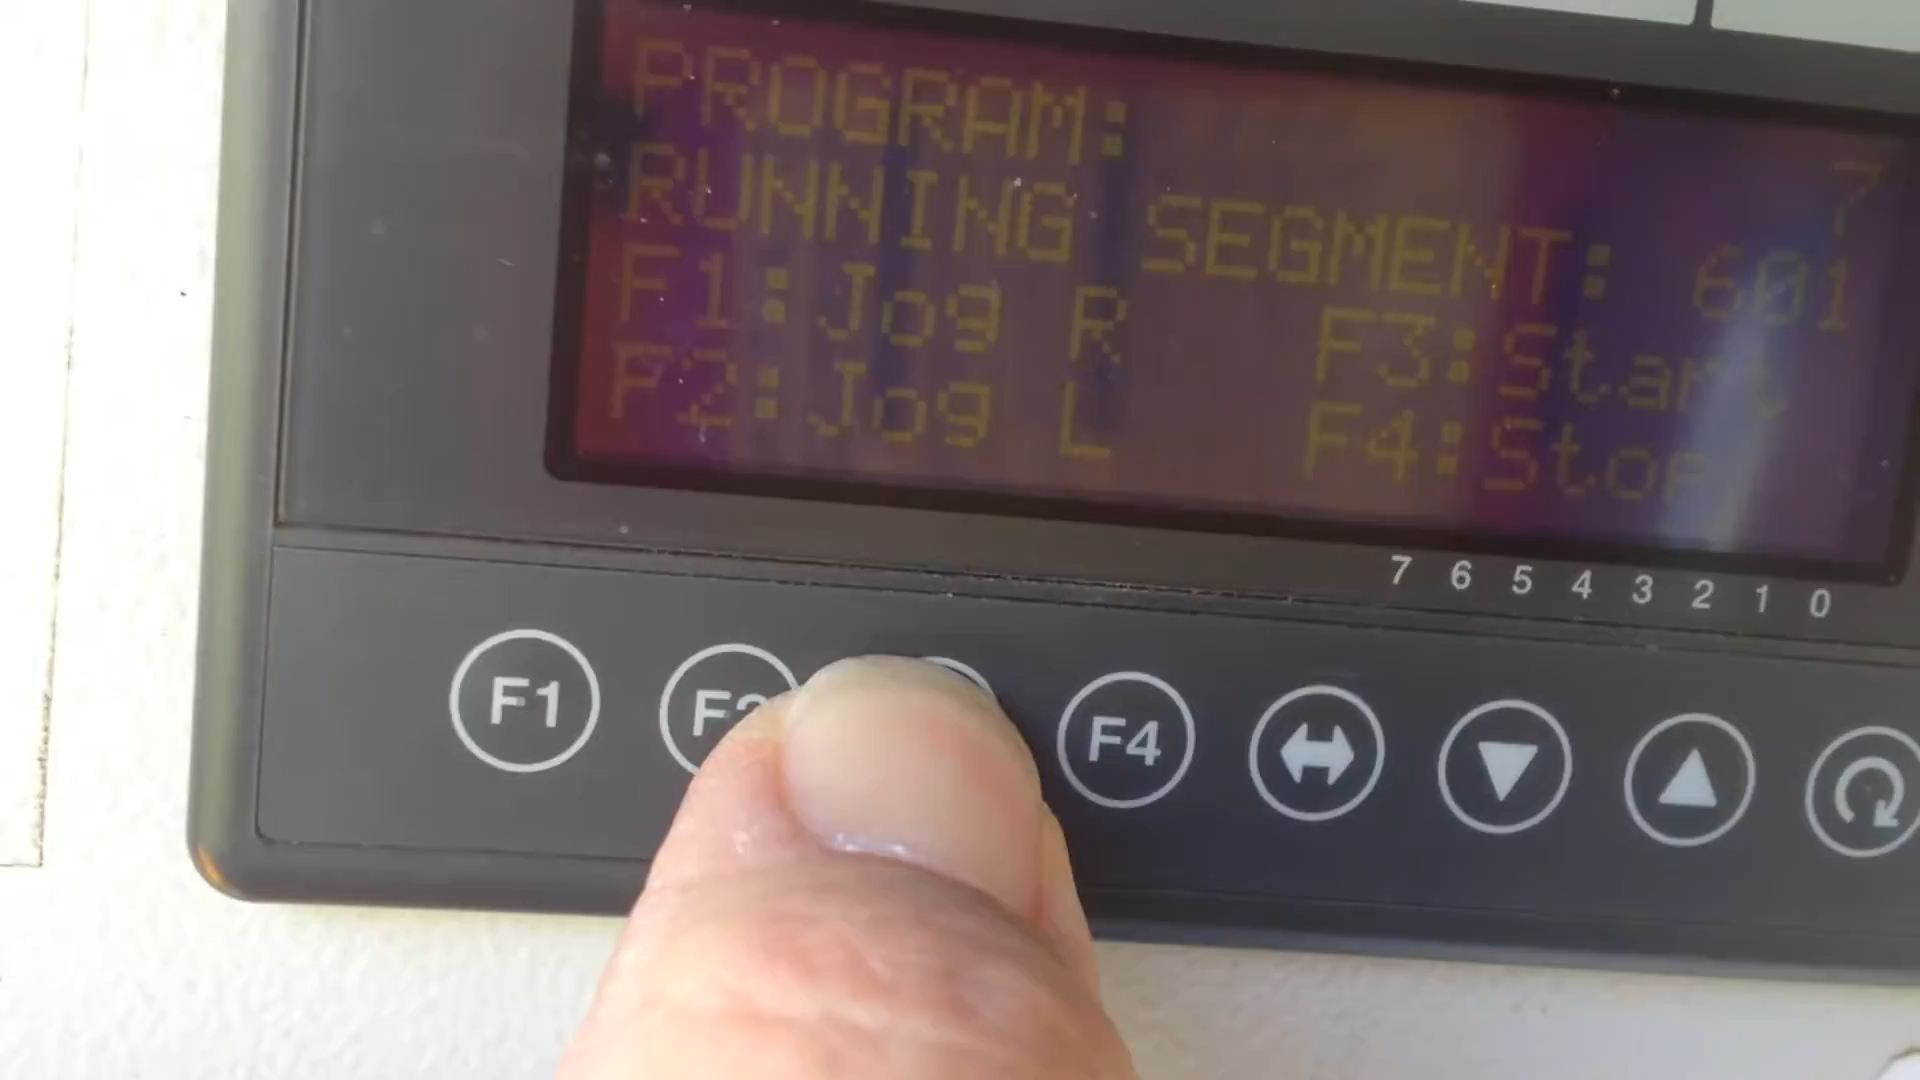 PROGRAM: 7
RUNNING SEGMENT: 601
F1:Jog R F3:Start
F2:Jog L F4:Stop
7 6 5 4 3 2 1 0
F1 F2 F4